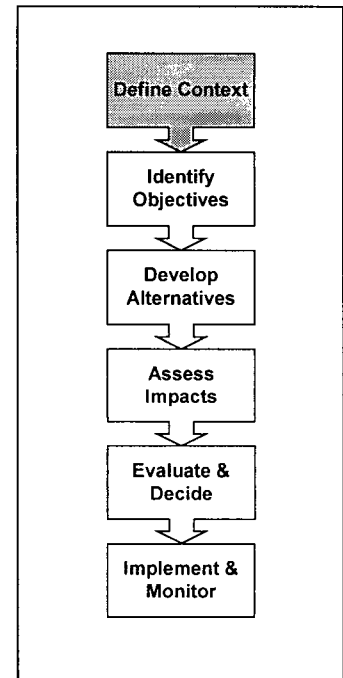 Define Context
Identify
Objectives
Develop
Alternatives
Assess
Impacts
Evaluate &
Decide
Implement &
Monitor